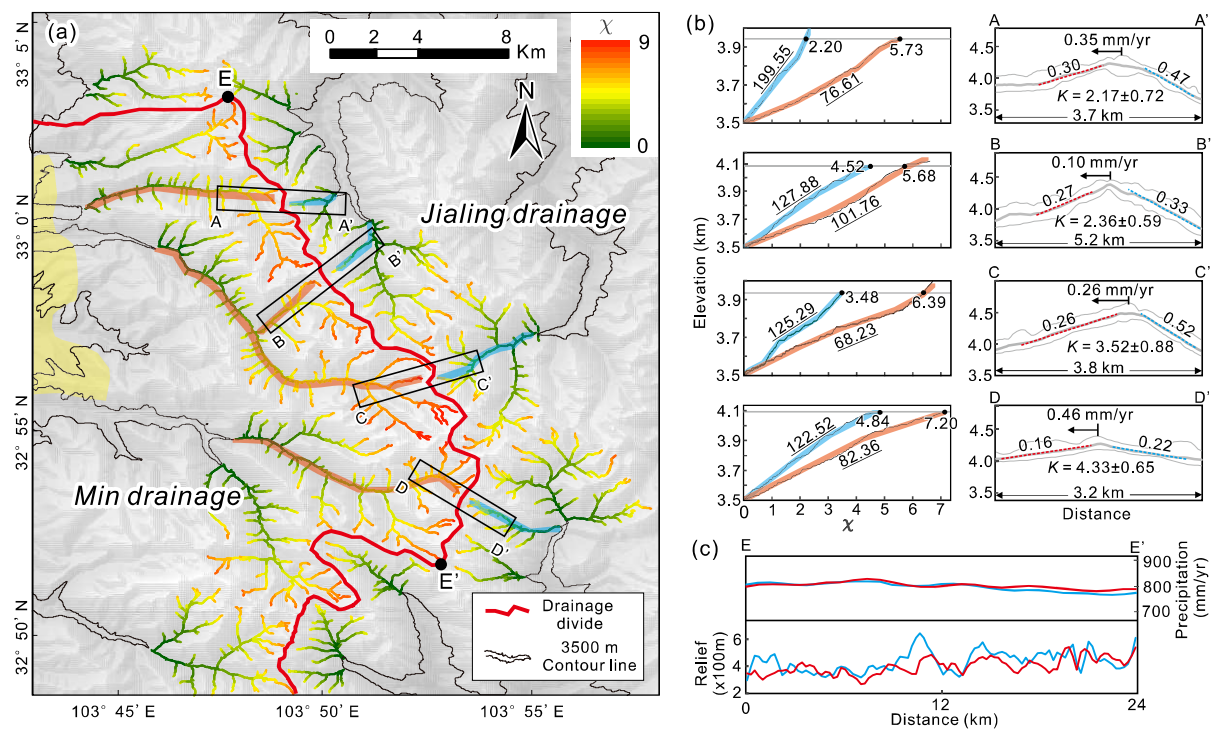 (a)
0 2 4 8
Km
χ
9
0
N
E
33° 5' N
33° 0' N
32° 55' N
32° 50' N
A
A'
B
B'
C
C'
D
D'
E'
Jialing drainage
Min drainage
Drainage
divide
3500 m
Contour line
103° 45' E
103° 50' E
103° 55' E
(b)
Elevation (km)
3.9
3.7
3.5
199.55
2.20
76.61
5.73
4.1
3.9
3.7
3.5
127.88
4.52
101.76
5.68
3.9
3.7
3.5
125.29
3.48
68.23
6.39
4.1
3.9
3.7
3.5
122.52
4.84
82.36
7.20
0 1 2 3 4 5 6 7
χ
A A'
4.5
4.0
3.5
0.35 mm/yr
0.30
0.47
K = 2.17±0.72
3.7 km
B B'
4.5
4.0
3.5
0.10 mm/yr
0.27
0.33
K = 2.36±0.59
5.2 km
C C'
4.5
4.0
3.5
0.26 mm/yr
0.26
0.52
K = 3.52±0.88
3.8 km
D D'
4.5
4.0
3.5
0.46 mm/yr
0.16
0.22
K = 4.33±0.65
3.2 km
Distance
(c)
E E'
900
800
700
Precipitation
(mm/yr)
6
4
2
Relief
(x100m)
0 12 24
Distance (km)